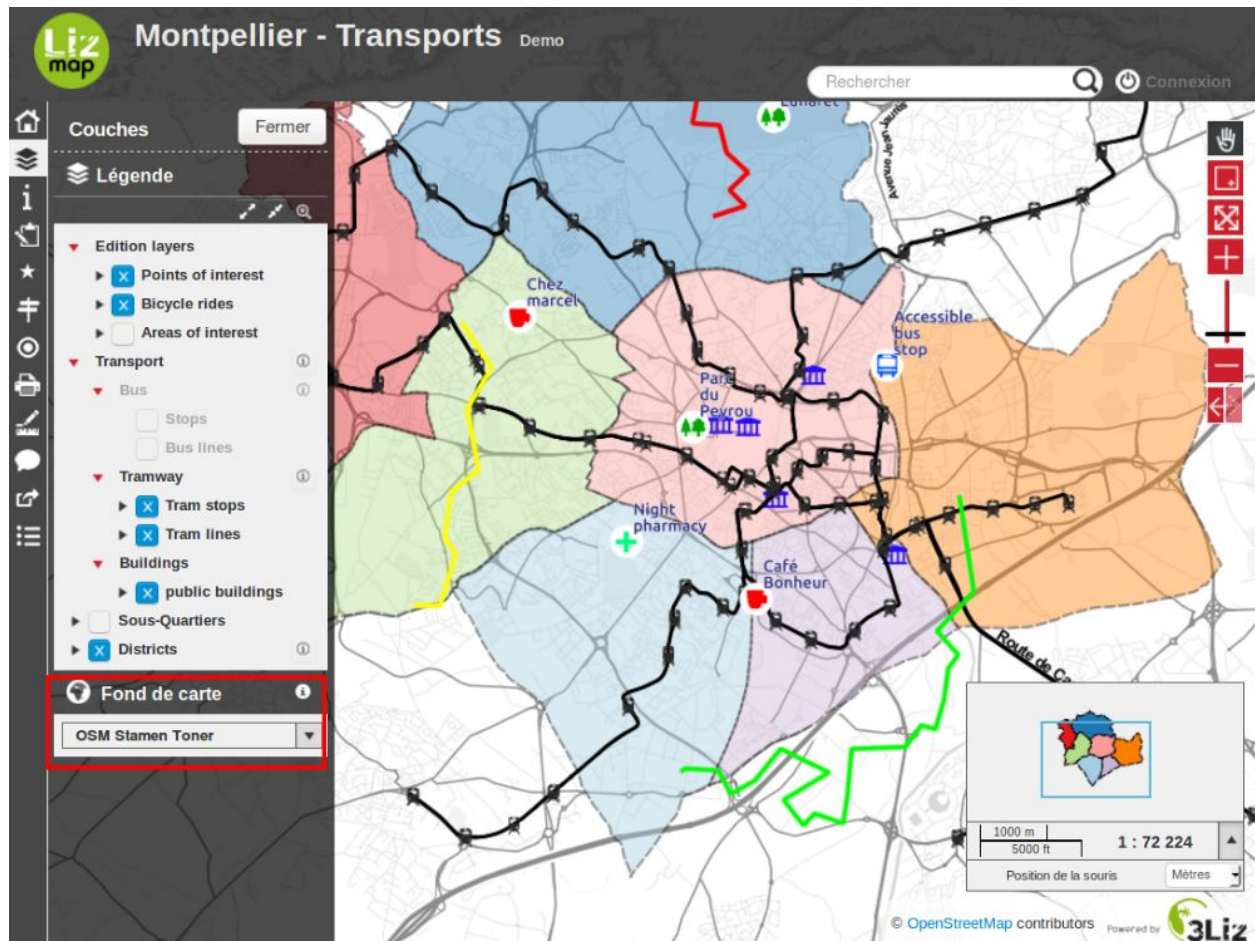 Liz
map
Montpellier - Transports Demo
Rechercher
Connexion
Couches
Fermer
Légende
Edition layers
Points of interest
Bicycle rides
Areas of interest
Transport
Bus
Stops
Bus lines
Tramway
Tram stops
Tram lines
Buildings
public buildings
Sous-Quartiers
Districts
Fond de carte
OSM Stamen Toner
Lunaret
Chez
marcel
Accessible
bus
stop
Parc
du
Peyrou
Night
pharmacy
Café
Bonheur
Route de Ca
1000 m
5000 ft
1 : 72 224
Position de la souris
Mètres
© OpenStreetMap contributors
Powered by
3Liz